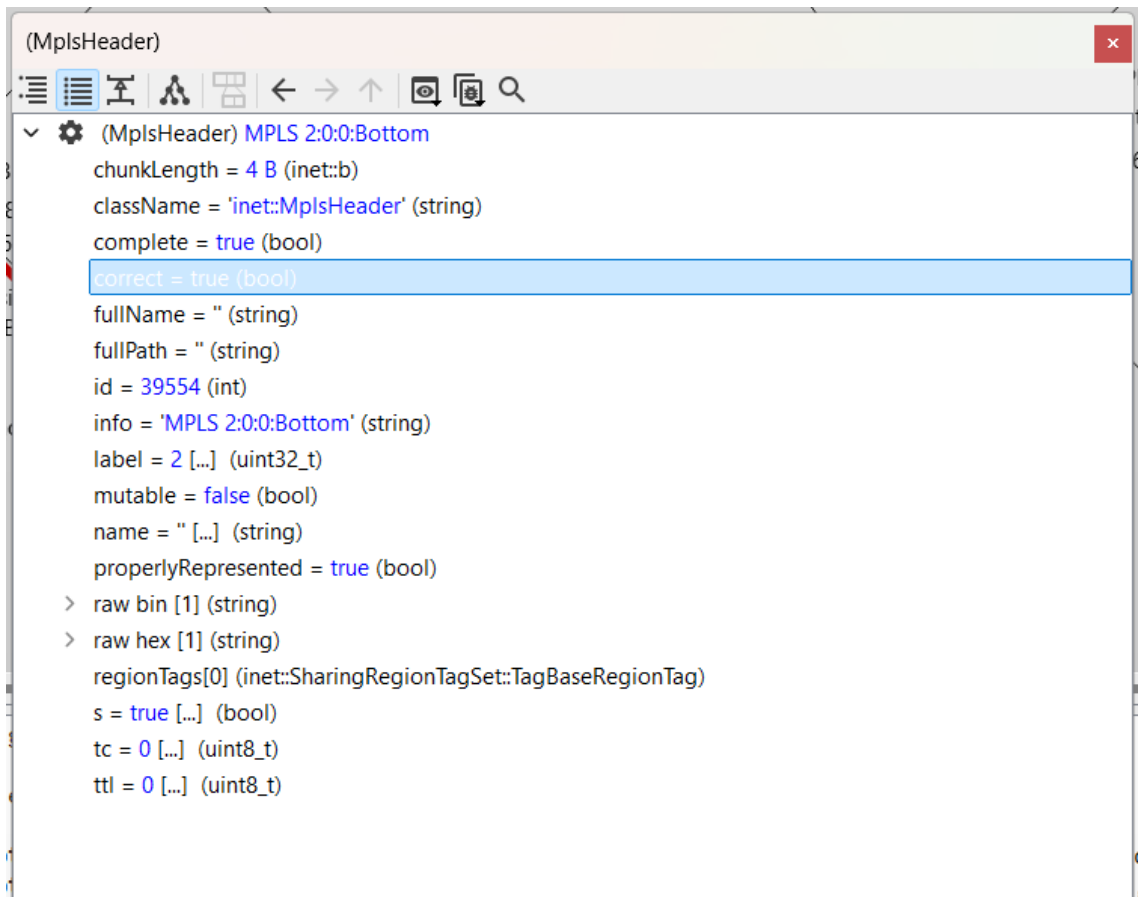 (MplsHeader)
(MplsHeader) MPLS 2:0:0:Bottom
chunkLength = 4 B (inet::b)
className = 'inet::MplsHeader' (string)
complete = true (bool)
correct = true (bool)
fullName = '' (string)
fullPath = '' (string)
id = 39554 (int)
info = 'MPLS 2:0:0:Bottom' (string)
label = 2 [...] (uint32_t)
mutable = false (bool)
name = '' [...] (string)
properlyRepresented = true (bool)
raw bin [1] (string)
raw hex [1] (string)
regionTags[0] (inet::SharingRegionTagSet::TagBaseRegionTag)
s = true [...] (bool)
tc = 0 [...] (uint8_t)
ttl = 0 [...] (uint8_t)